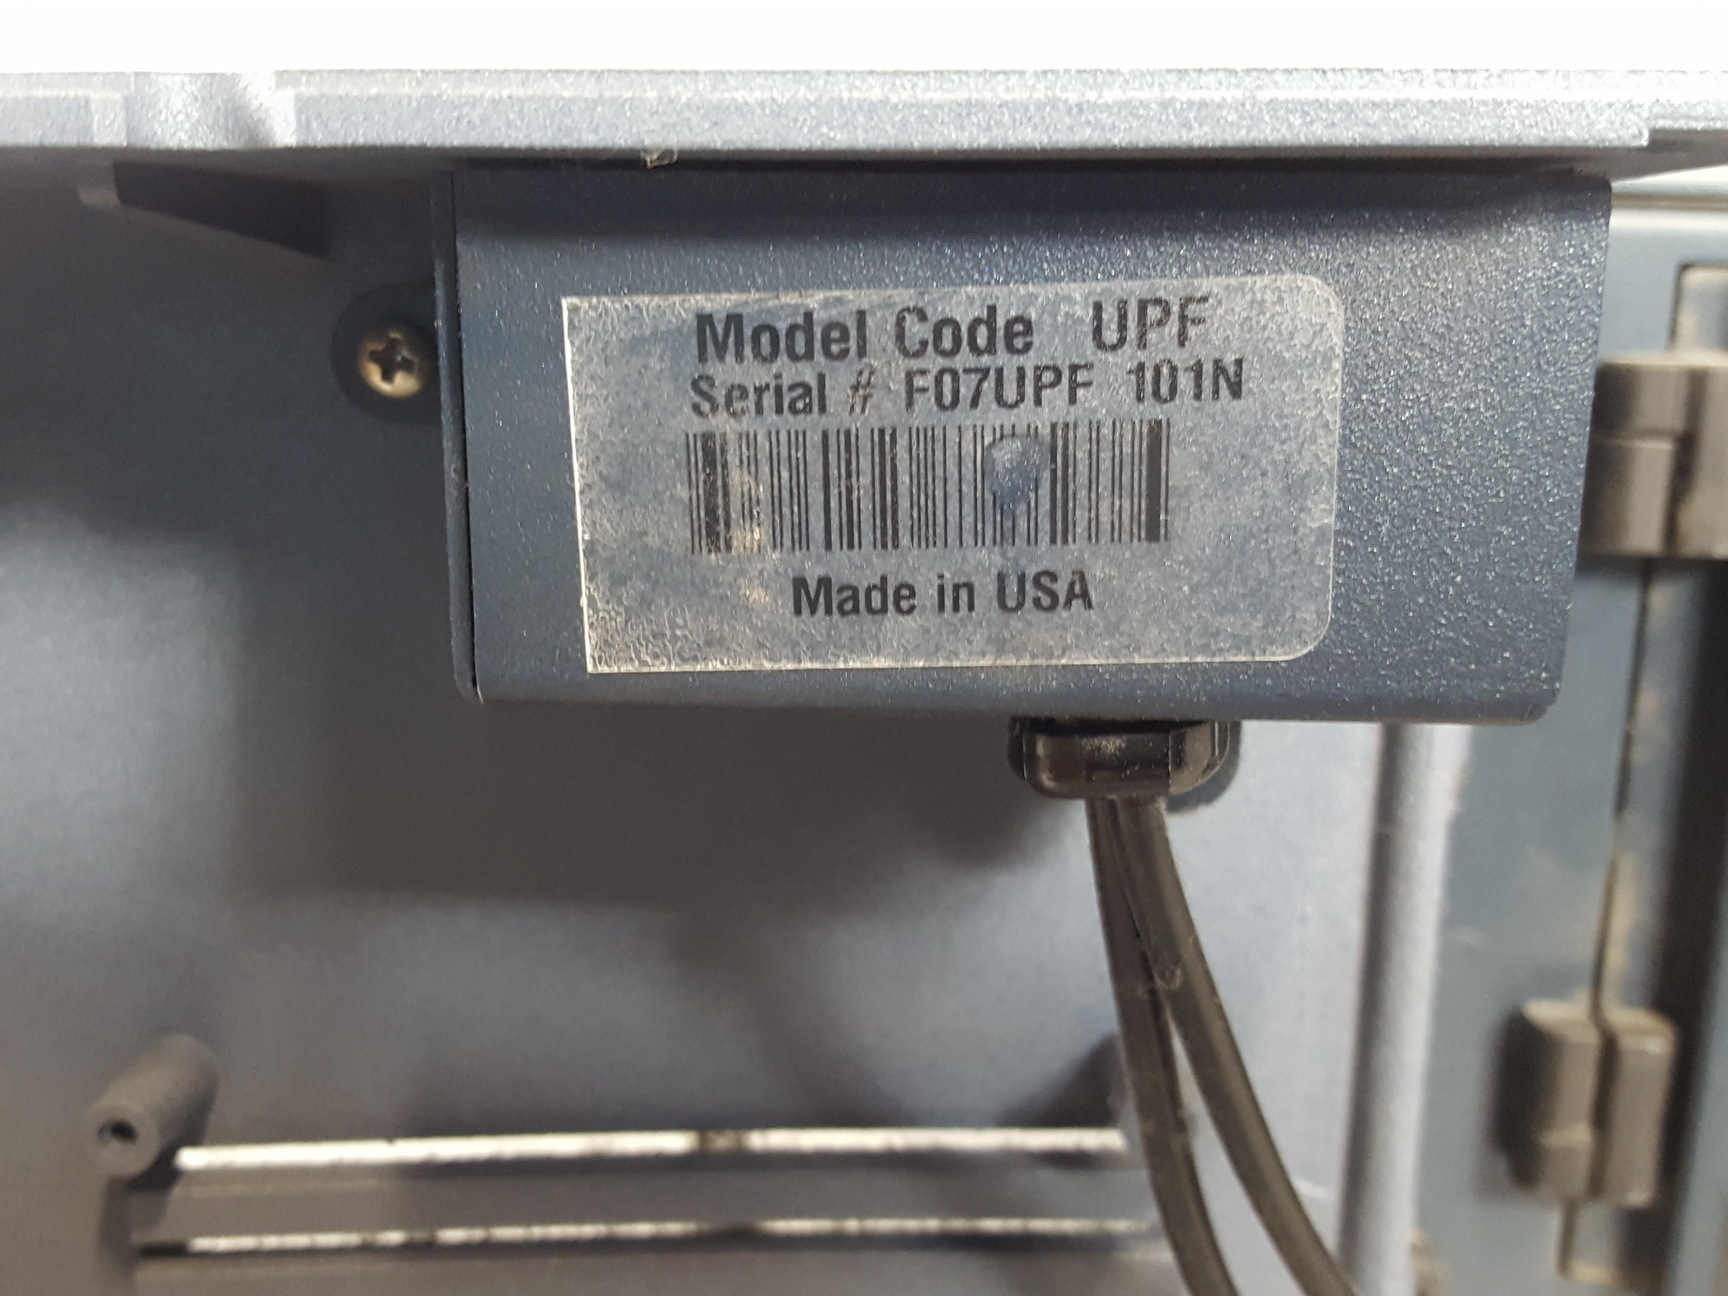 Model Code UPF
Serial # F07UPF 101N
Made in USA